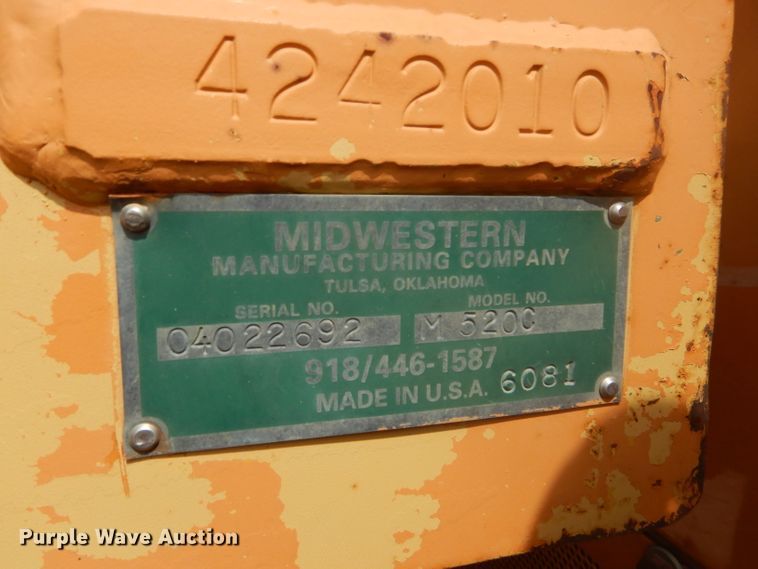 4242010
MIDWESTERN
MANUFACTURING COMPANY
TULSA, OKLAHOMA
SERIAL NO. MODEL NO.
04022692 M 520C
918/446-1587
MADE IN U.S.A. 6081
Purple Wave Auction